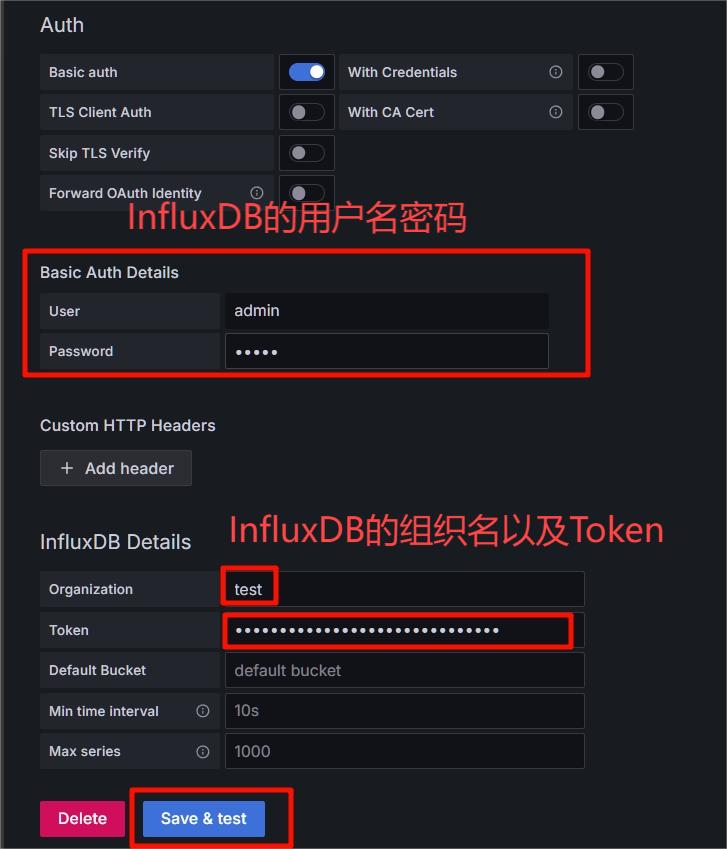 Auth
Basic auth
With Credentials
TLS Client Auth
With CA Cert
Skip TLS Verify
Forward OAuth Identity
InfluxDB的用户名密码
Basic Auth Details
User
admin
Password
•••••
Custom HTTP Headers
+ Add header
InfluxDB的组织名以及Token
InfluxDB Details
Organization
test
Token
••••••••••••••••••••••••••••••
Default Bucket
default bucket
Min time interval
10s
Max series
1000
Delete
Save & test